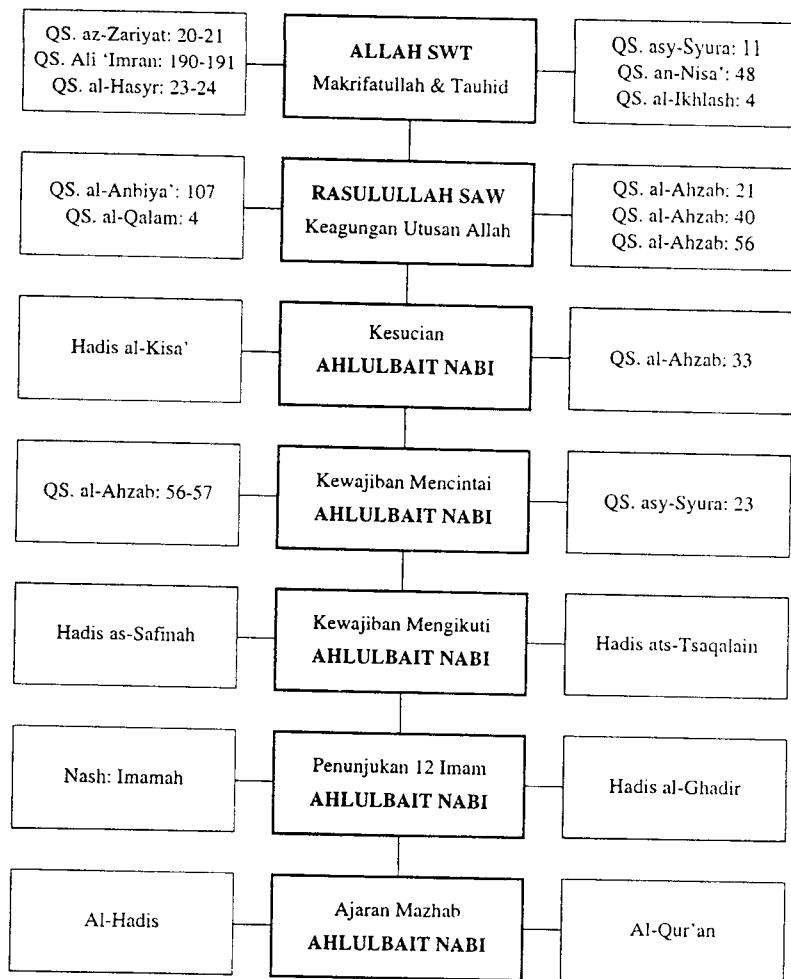 QS. az-Zariyat: 20-21
QS. Ali ‘Imran: 190-191
QS. al-Hasyr: 23-24
ALLAH SWT
Makrifatullah & Tauhid
QS. asy-Syura: 11
QS. an-Nisa’: 48
QS. al-Ikhlash: 4
QS. al-Anbiya’: 107
QS. al-Qalam: 4
RASULULLAH SAW
Keagungan Utusan Allah
QS. al-Ahzab: 21
QS. al-Ahzab: 40
QS. al-Ahzab: 56
Hadis al-Kisa’
Kesucian
AHLULBAIT NABI
QS. al-Ahzab: 33
QS. al-Ahzab: 56-57
Kewajiban Mencintai
AHLULBAIT NABI
QS. asy-Syura: 23
Hadis as-Safinah
Kewajiban Mengikuti
AHLULBAIT NABI
Hadis ats-Tsaqalain
Nash: Imamah
Penunjukan 12 Imam
AHLULBAIT NABI
Hadis al-Ghadir
Al-Hadis
Ajaran Mazhab
AHLULBAIT NABI
Al-Qur’an